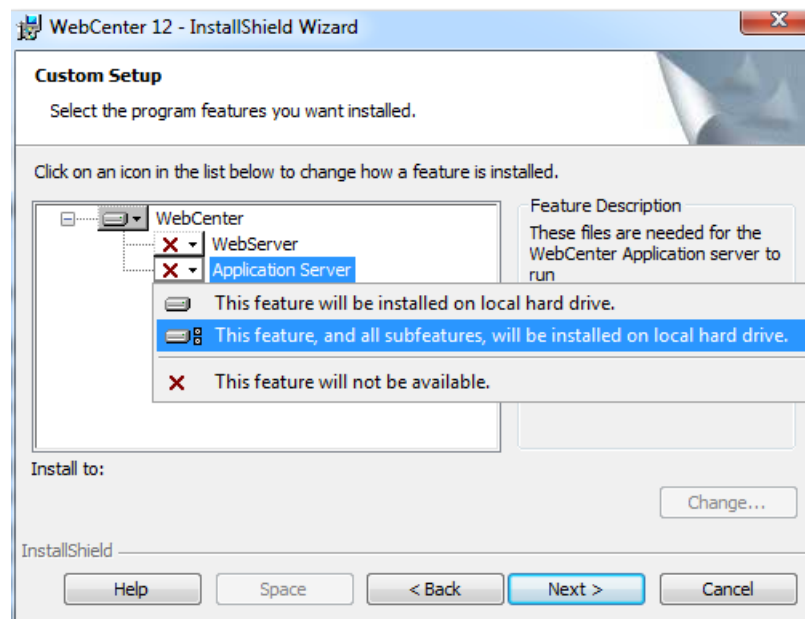 WebCenter 12 - InstallShield Wizard
Custom Setup
Select the program features you want installed.
Click on an icon in the list below to change how a feature is installed.
WebCenter
WebServer
Application Server
Feature Description
These files are needed for the
WebCenter Application server to
run
This feature will be installed on local hard drive.
This feature, and all subfeatures, will be installed on local hard drive.
This feature will not be available.
Install to:
Change...
InstallShield
Help
Space
< Back
Next >
Cancel